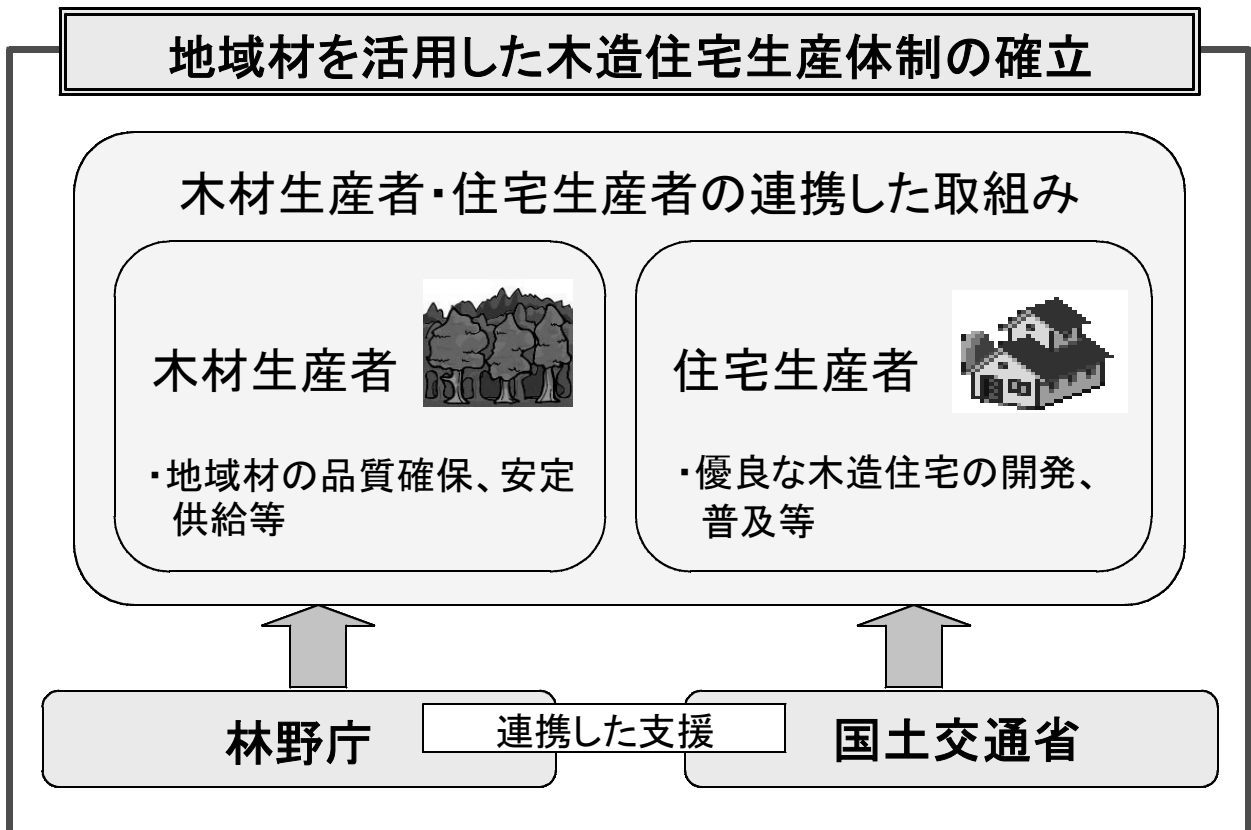 地域材を活用した木造住宅生産体制の確立
木材生産者・住宅生産者の連携した取組み
木材生産者
・地域材の品質確保、安定
供給等
住宅生産者
・優良な木造住宅の開発、
普及等
林野庁
連携した支援
国土交通省